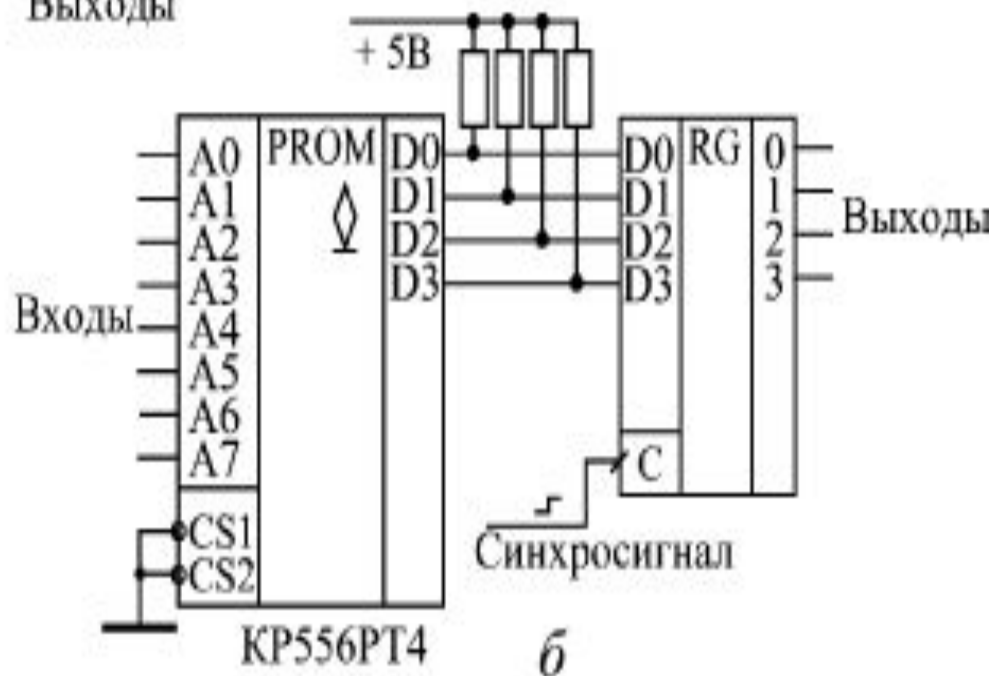 Выходы
+ 5В
A0 PROM D0 D0 RG 0
A1 D1 D1 1
A2 D2 D2 2
A3 D3 D3 3
Выходы
Входы
A4
A5
A6
A7
C
CS1
CS2
Синхросигнал
КР556РТ4
б